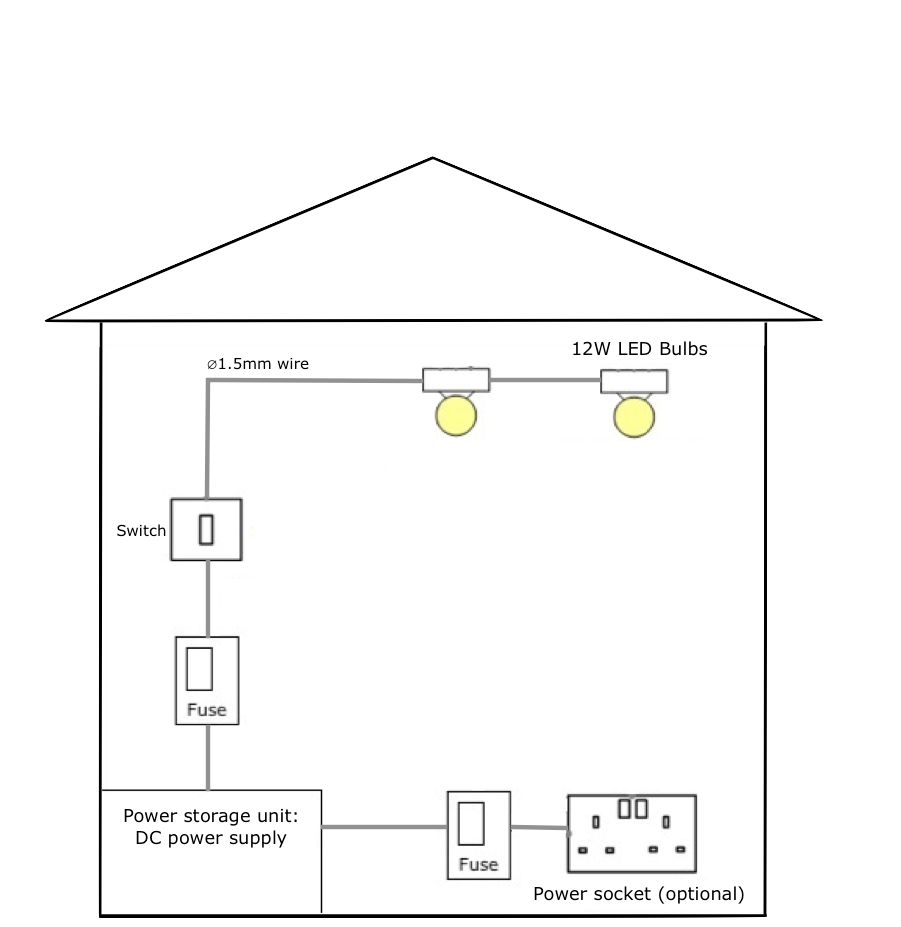 12W LED Bulbs
∅1.5mm wire
Switch
Fuse
Power storage unit:
DC power supply
Fuse
Power socket (optional)